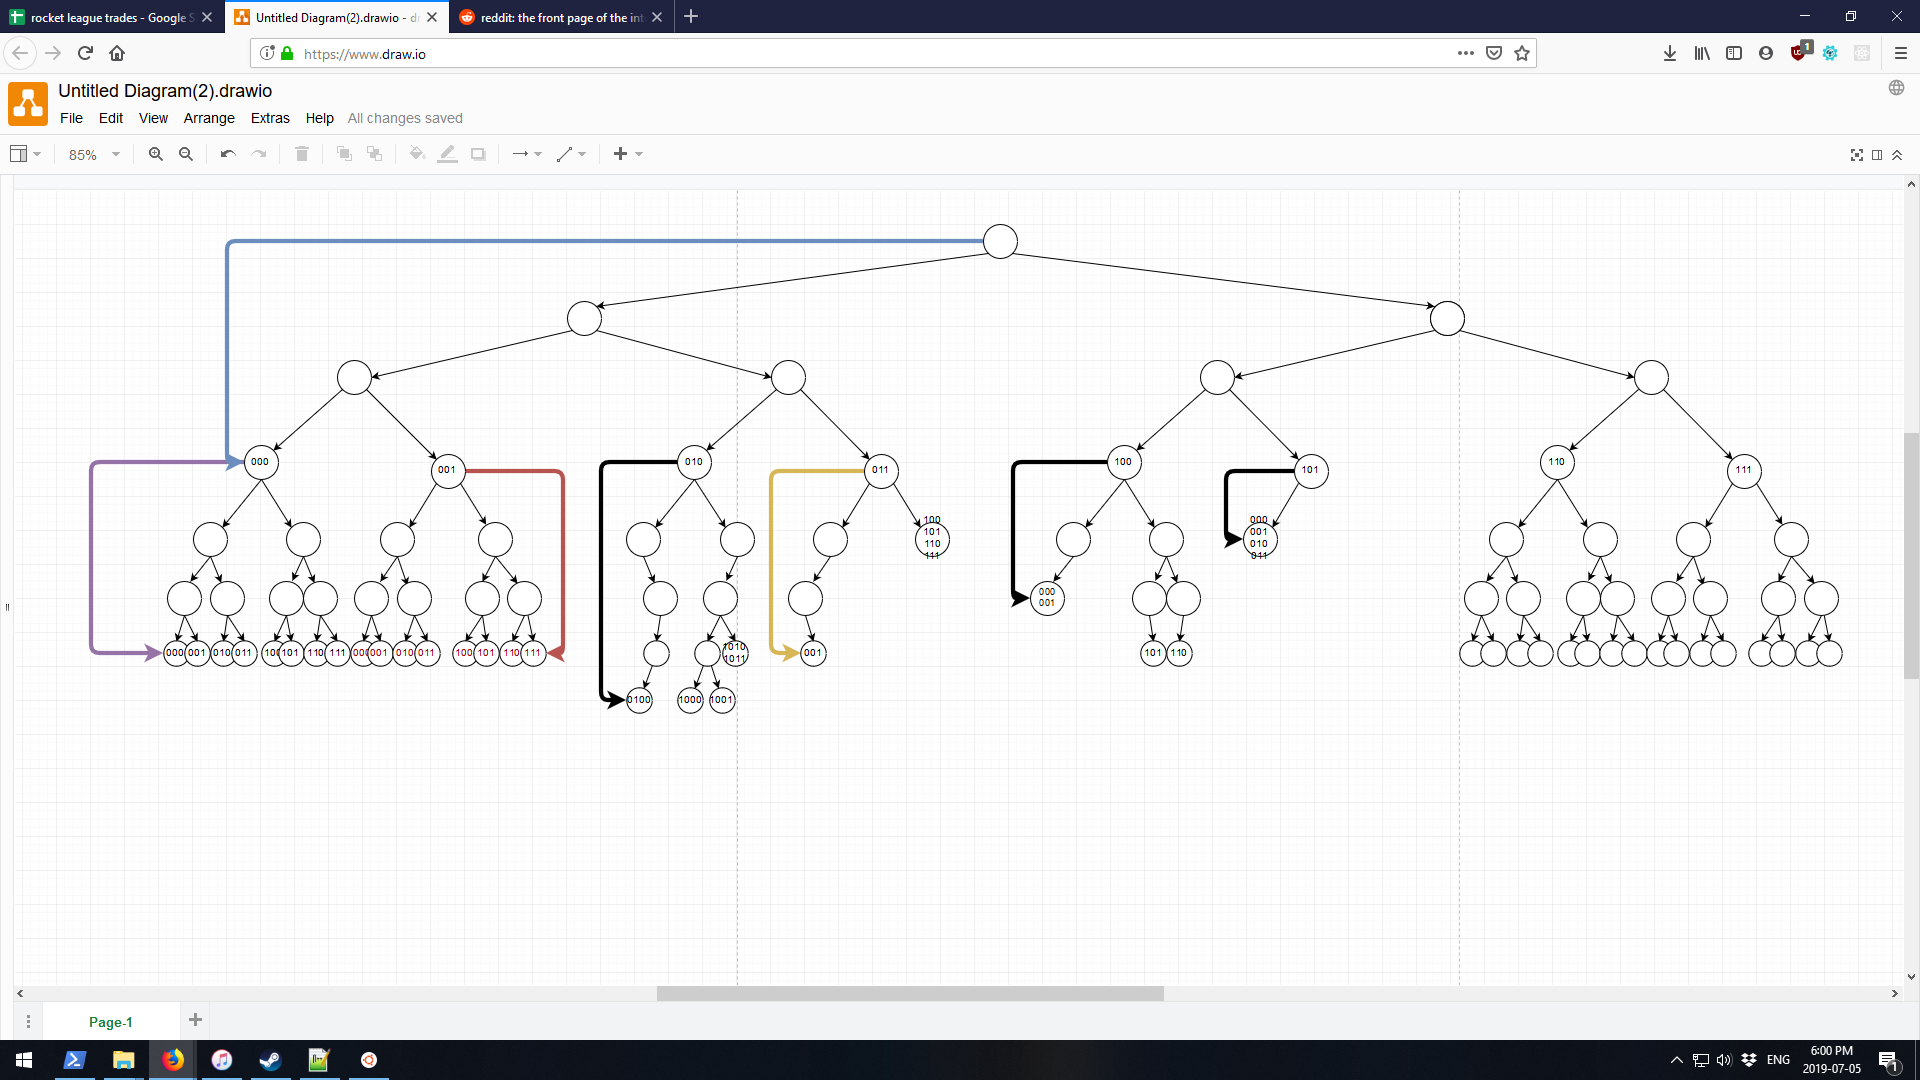 rocket league trades - Google S
Untitled Diagram(2).drawio - d
reddit: the front page of the int
https://www.draw.io
1
Untitled Diagram(2).drawio
File Edit View Arrange Extras Help All changes saved
85%
000 001 010 011 100 101 110 111
100
101
110
111
000
001
010
011
000
001
000 001 010 011 100 101 110 111 000 001 010 011 100 101 110 111
1010
1011
001
101 110
0100 1000 1001
Page-1
ENG
6:00 PM
2019-07-05
1